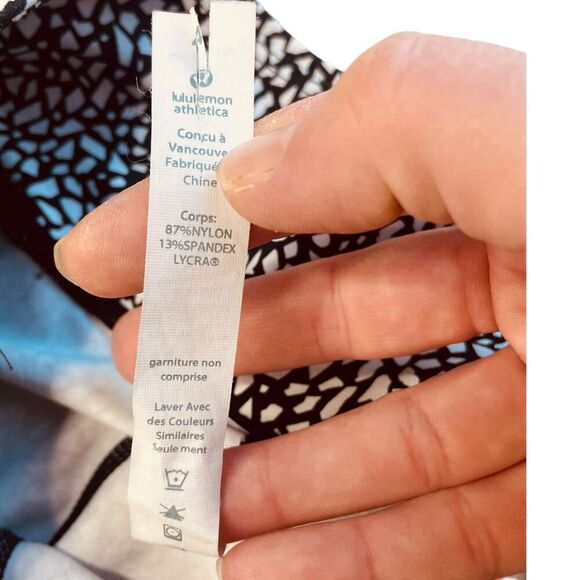 lululemon
athletica
Conçu à
Vancouve
Fabriqué
Chine
Corps:
87%NYLON
13%SPANDEX
LYCRA®
garniture non
comprise
Laver Avec
des Couleurs
Similaires
Seule ment